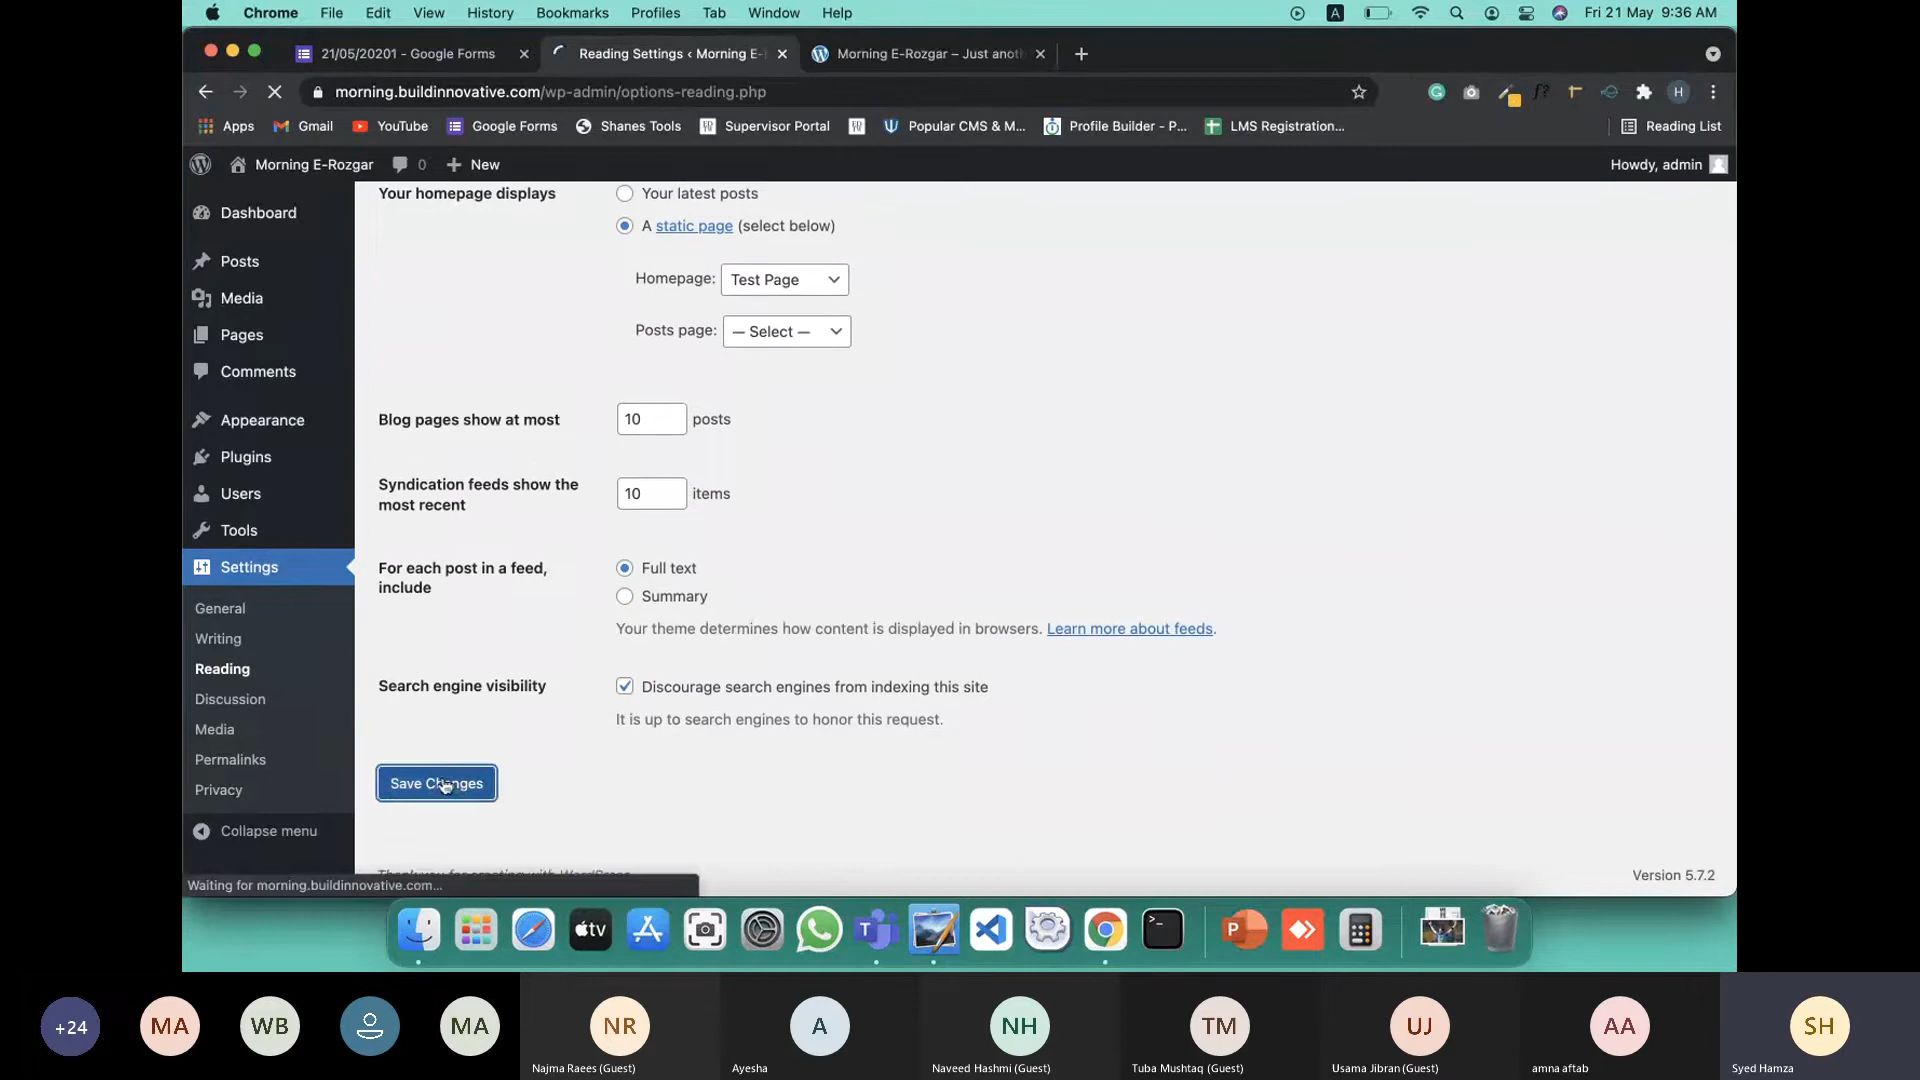 Chrome File Edit View History Bookmarks Profiles Tab Window Help A Fri 21 May 9:36 AM
21/05/20201 - Google Forms Reading Settings ‹ Morning E- Morning E-Rozgar – Just anoth
morning.buildinnovative.com/wp-admin/options-reading.php f? H
Apps Gmail YouTube Google Forms Shanes Tools Supervisor Portal Popular CMS & M... Profile Builder - P... LMS Registration... Reading List
Morning E-Rozgar 0 New Howdy, admin
Dashboard
Posts
Media
Pages
Comments
Appearance
Plugins
Users
Tools
Settings
General
Writing
Reading
Discussion
Media
Permalinks
Privacy
Collapse menu
Your homepage displays
Your latest posts
A static page (select below)
Homepage: Test Page
Posts page: — Select —
Blog pages show at most 10 posts
Syndication feeds show the most recent 10 items
For each post in a feed, include
Full text
Summary
Your theme determines how content is displayed in browsers. Learn more about feeds.
Search engine visibility
Discourage search engines from indexing this site
It is up to search engines to honor this request.
Save Changes
Thank you for creating with WordPress
Version 5.7.2
Waiting for morning.buildinnovative.com...
tv T >_ P
+24 MA WB MA NR A NH TM UJ AA SH
Najma Raees (Guest) Ayesha Naveed Hashmi (Guest) Tuba Mushtaq (Guest) Usama Jibran (Guest) amna aftab Syed Hamza